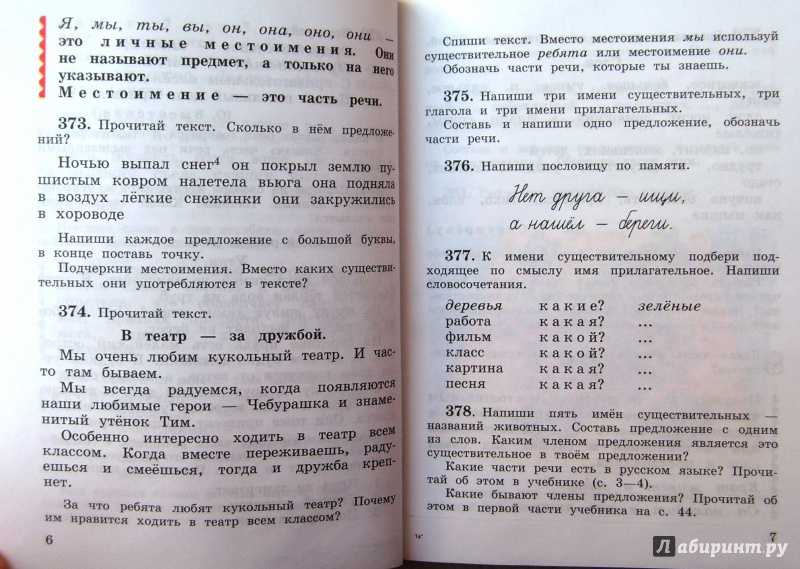 Я, мы, ты, вы, он, она, оно, они —
это личные местоимения. Они
не называют предмет, а только на него
указывают.
Местоимение — это часть речи.
373. Прочитай текст. Сколько в нём предложе-
ний?
Ночью выпал снег⁴ он покрыл землю пу-
шистым ковром налетела вьюга она подняла
в воздух лёгкие снежинки они закружились
в хороводе
Напиши каждое предложение с большой буквы,
в конце поставь точку.
Подчеркни местоимения. Вместо каких существи-
тельных они употребляются в тексте?
374. Прочитай текст.
В театр — за дружбой.
Мы очень любим кукольный театр. И час-
то там бываем.
Мы всегда радуемся, когда появляются
наши любимые герои — Чебурашка и знаме-
нитый утёнок Тим.
Особенно интересно ходить в театр всем
классом. Когда вместе переживаешь, раду-
ешься и смеёшься, тогда и дружба креп-
нет.
За что ребята любят кукольный театр? Почему
им нравится ходить в театр всем классом?
6
Спиши текст. Вместо местоимения мы используй
существительное ребята или местоимение они.
Обозначь части речи, которые ты знаешь.
375. Напиши три имени существительных, три
глагола и три имени прилагательных.
Составь и напиши одно предложение, обозначь
части речи.
376. Напиши пословицу по памяти.
Нет друга — ищи,
а нашёл — береги.
377. К имени существительному подбери под-
ходящее по смыслу имя прилагательное. Напиши
словосочетания.
деревья какие? зелёные
работа какая? ...
фильм какой? ...
класс какой? ...
картина какая? ...
песня какая? ...
378. Напиши пять имён существительных —
названий животных. Составь предложение с одним
из слов. Каким членом предложения является это
существительное в твоём предложении?
Какие части речи есть в русском языке? Прочи-
тай об этом в учебнике (с. 3—4).
Какие бывают члены предложения? Прочитай об
этом в первой части учебника на с. 44.
7
Лабиринт.ру